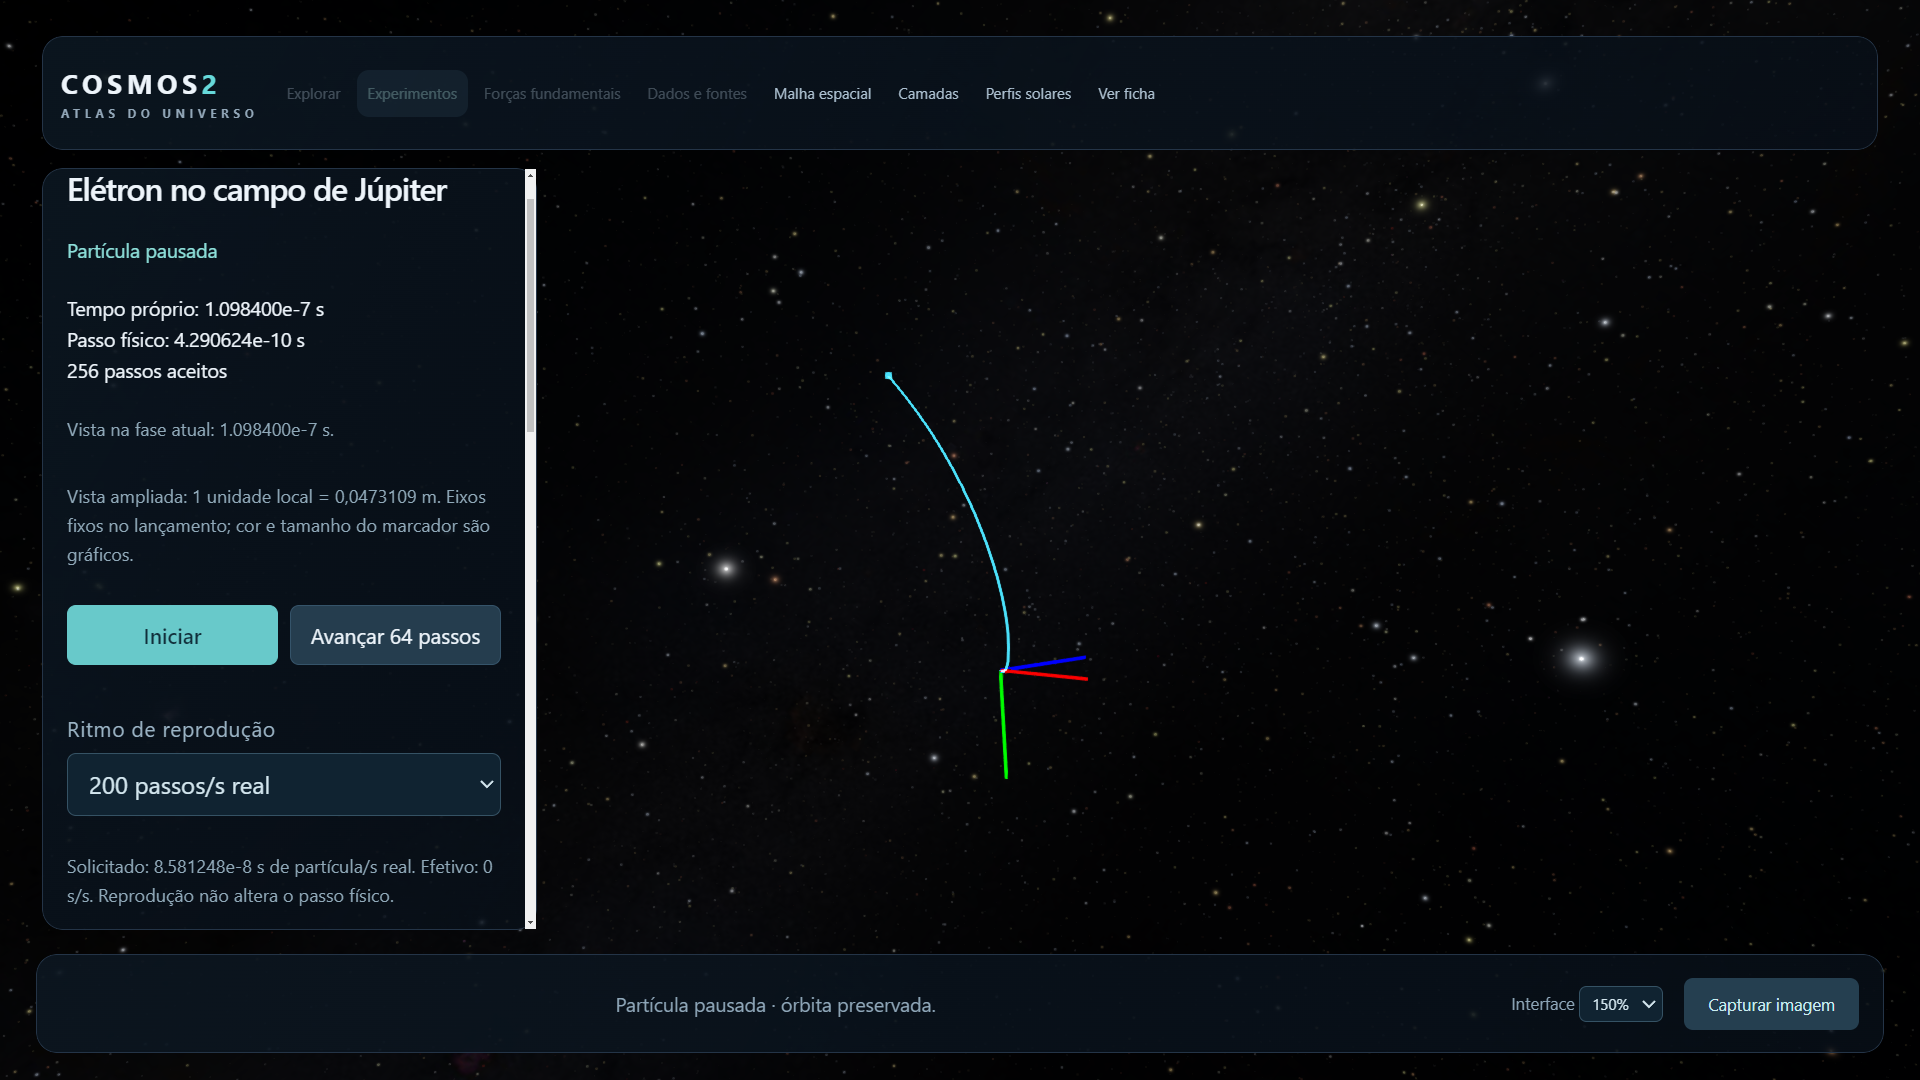 COSMOS2
ATLAS DO UNIVERSO
Explorar
Experimentos
Forças fundamentais
Dados e fontes
Malha espacial
Camadas
Perfis solares
Ver ficha
Elétron no campo de Júpiter
Partícula pausada
Tempo próprio: 1.098400e-7 s
Passo físico: 4.290624e-10 s
256 passos aceitos
Vista na fase atual: 1.098400e-7 s.
Vista ampliada: 1 unidade local = 0,0473109 m. Eixos
fixos no lançamento; cor e tamanho do marcador são
gráficos.
Iniciar
Avançar 64 passos
Ritmo de reprodução
200 passos/s real
Solicitado: 8.581248e-8 s de partícula/s real. Efetivo: 0
s/s. Reprodução não altera o passo físico.
Partícula pausada · órbita preservada.
Interface
150%
Capturar imagem